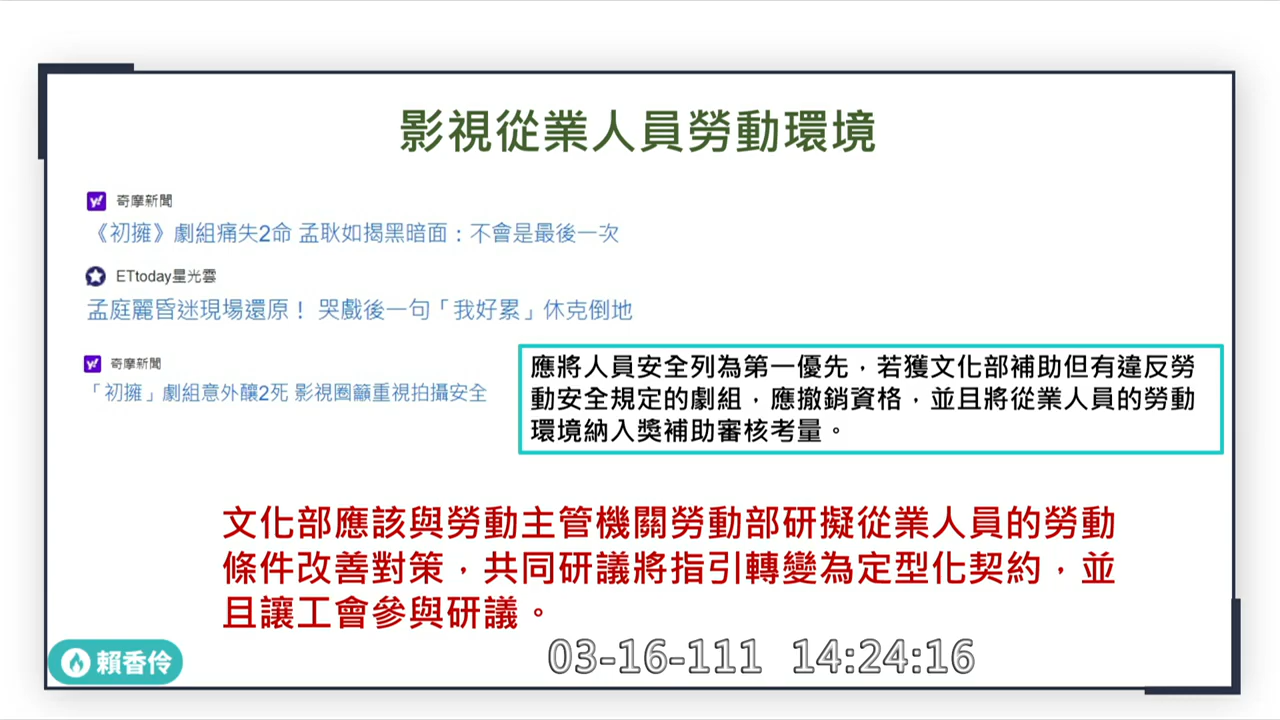 影視從業人員勞動環境
y! 奇摩新聞
《初擁》劇組痛失2命 孟耿如揭黑暗面：不會是最後一次
ETtoday星光雲
孟庭麗昏迷現場還原！ 哭戲後一句「我好累」休克倒地
y! 奇摩新聞
「初擁」劇組意外釀2死 影視圈籲重視拍攝安全
應將人員安全列為第一優先，若獲文化部補助但有違反勞
動安全規定的劇組，應撤銷資格，並且將從業人員的勞動
環境納入獎補助審核考量。
文化部應該與勞動主管機關勞動部研擬從業人員的勞動
條件改善對策，共同研議將指引轉變為定型化契約，並
且讓工會參與研議。
賴香伶
03-16-111 14:24:16